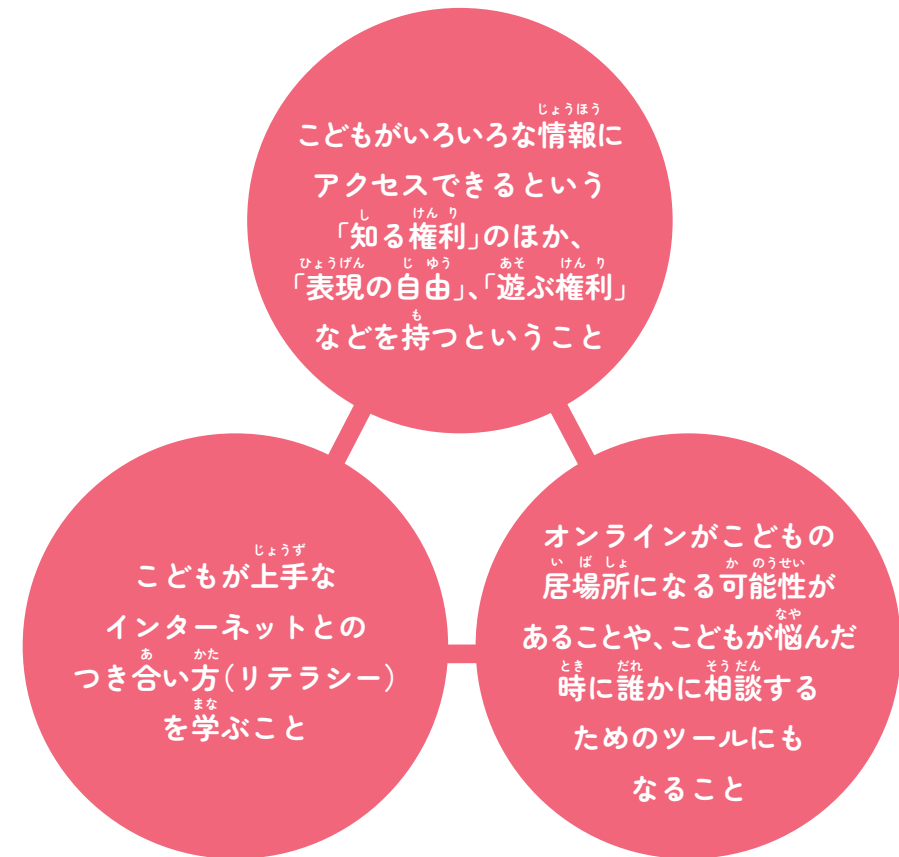 こどもがいろいろな情報に
アクセスできるという
「知る権利」のほか、
「表現の自由」、「遊ぶ権利」
などを持つということ
こどもが上手な
インターネットとの
つき合い方(リテラシー)
を学ぶこと
オンラインがこどもの
居場所になる可能性が
あることや、こどもが悩んだ
時に誰かに相談する
ためのツールにも
なること